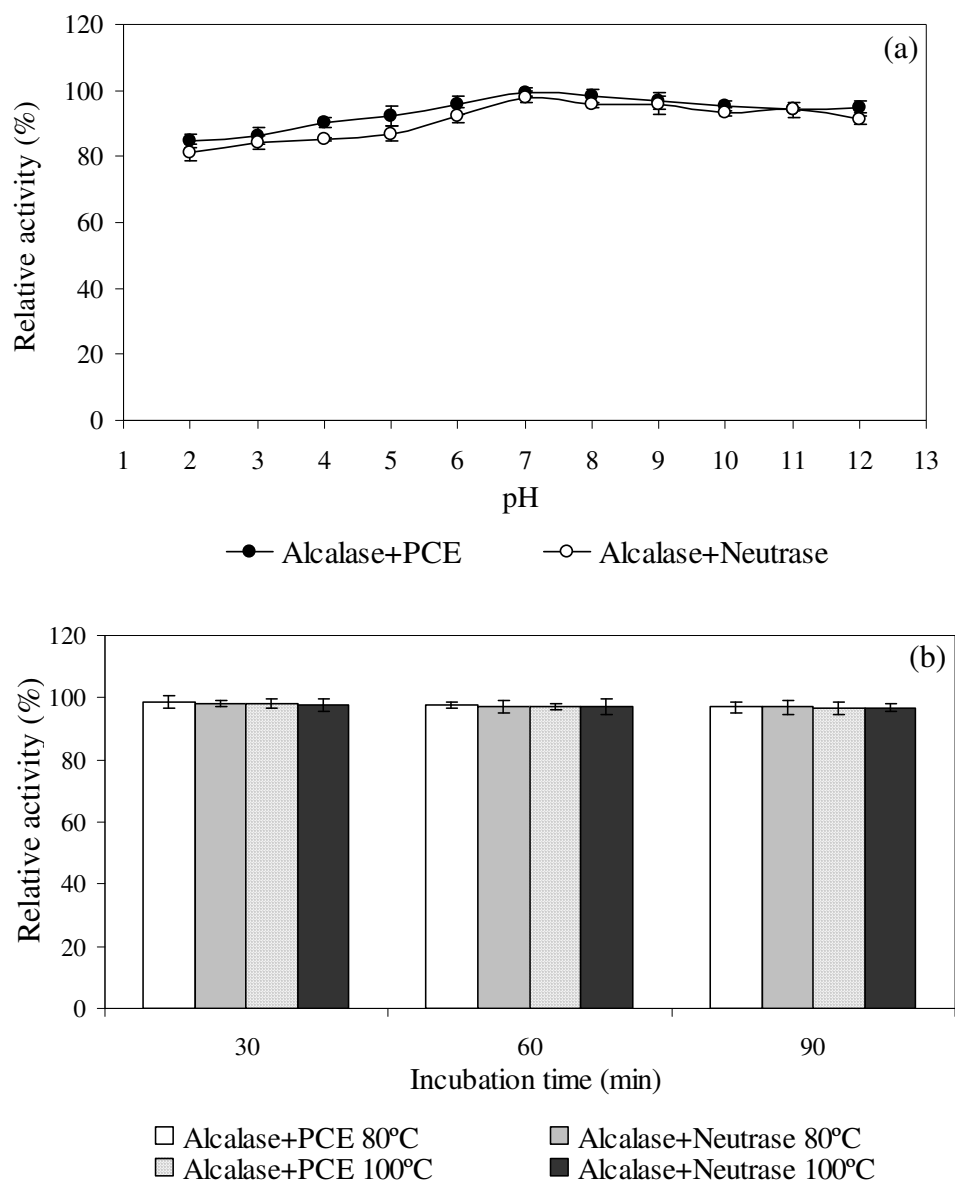 (a)
Relative activity (%)
120
100
80
60
40
20
0
1 2 3 4 5 6 7 8 9 10 11 12 13
pH
Alcalase+PCE Alcalase+Neutrase
(b)
Relative activity (%)
120
100
80
60
40
20
0
30 60 90
Incubation time (min)
Alcalase+PCE 80ºC Alcalase+Neutrase 80ºC
Alcalase+PCE 100ºC Alcalase+Neutrase 100ºC